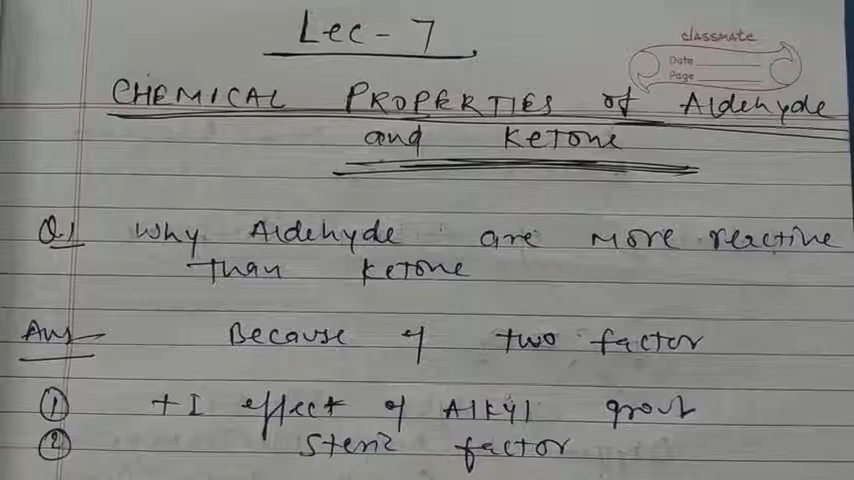 Lec-7
classmate
Date
Page
CHEMICAL PROPERTIES of Aldehyde
and Ketone
Q1 Why Aldehyde are more reactive
Than Ketone
Ans Because of two factor
① +I effect of Alkyl group
② Steric factor